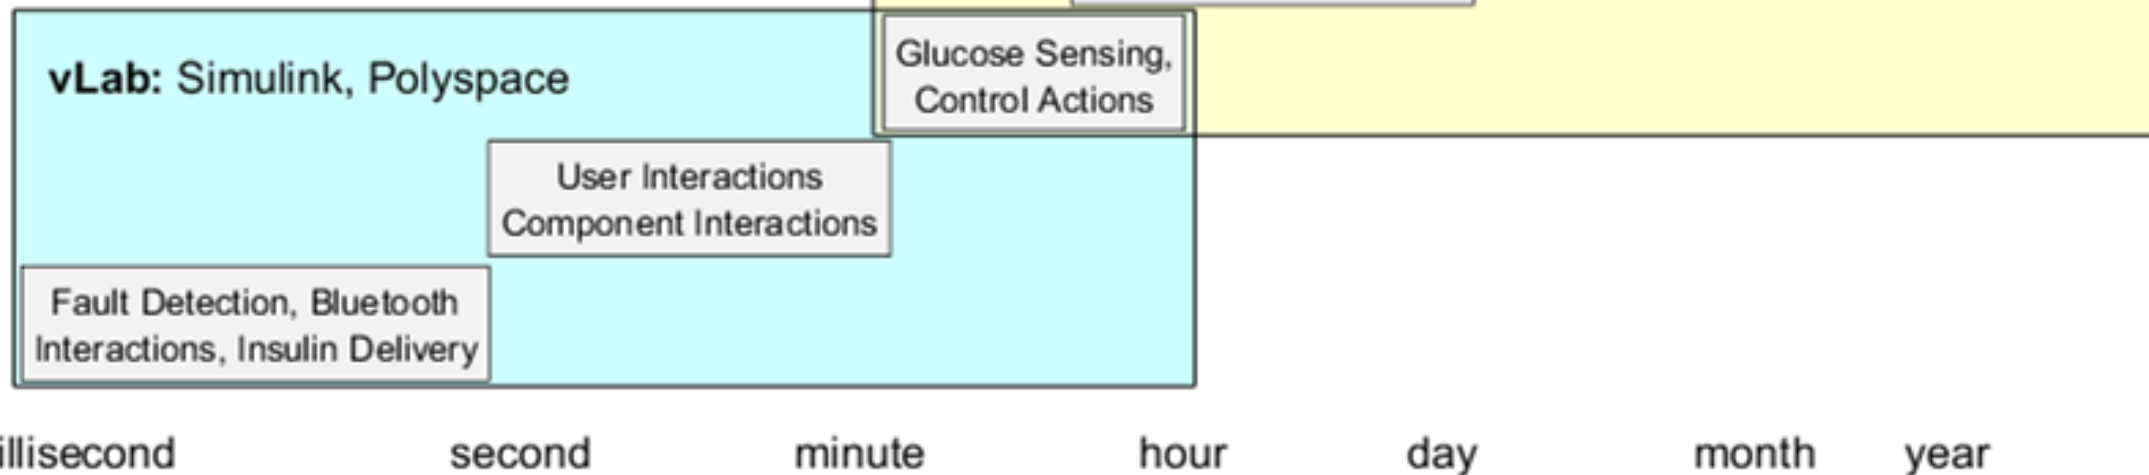 Glucose Sensing,
Control Actions
vLab: Simulink, Polyspace
User Interactions
Component Interactions
Fault Detection, Bluetooth
Interactions, Insulin Delivery
illisecond second minute hour day month year